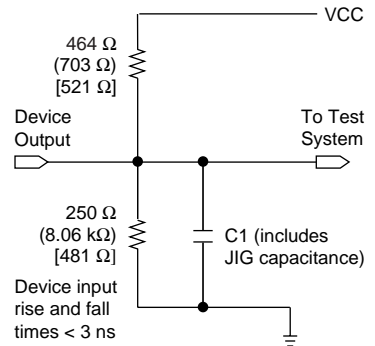 VCC
464 Ω
(703 Ω)
[521 Ω]
Device
Output
To Test
System
250 Ω
(8.06 kΩ)
[481 Ω]
C1 (includes
JIG capacitance)
Device input
rise and fall
times < 3 ns